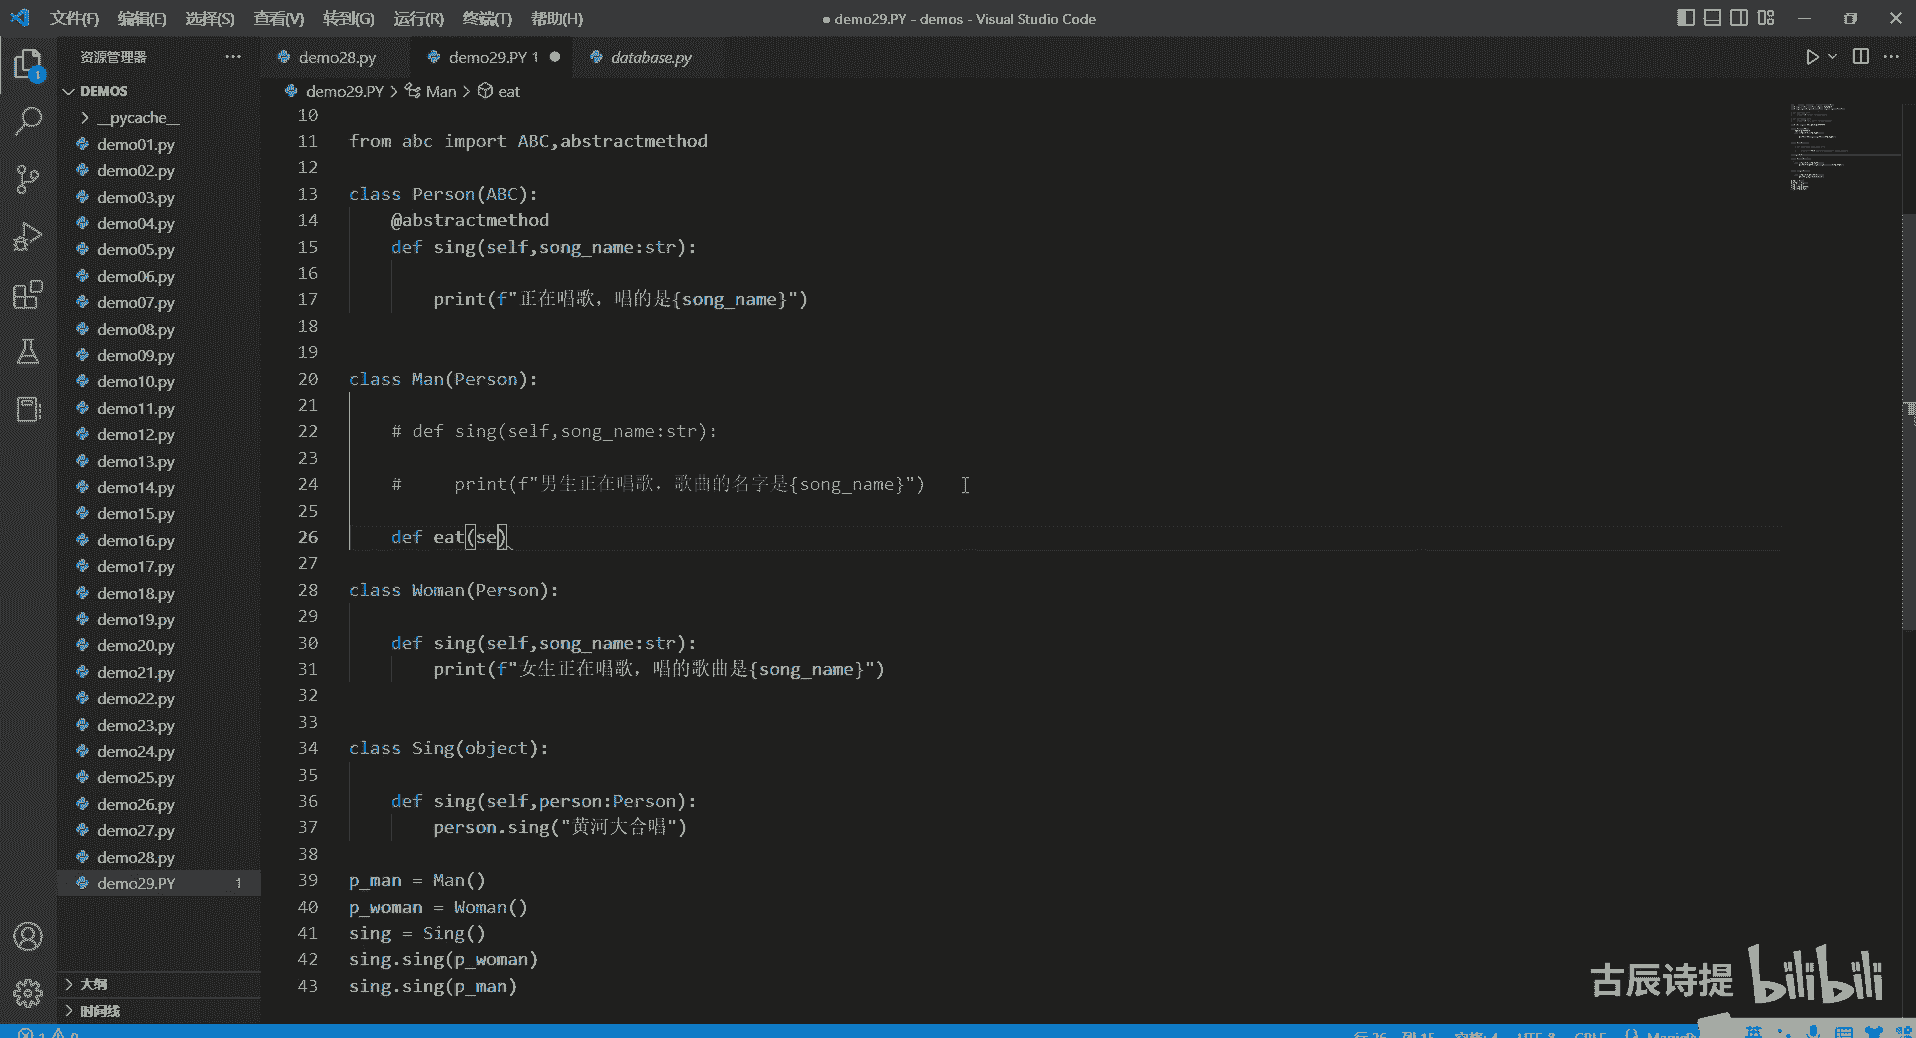 文件(F) 编辑(E) 选择(S) 查看(V) 转到(G) 运行(R) 终端(T) 帮助(H)
● demo29.PY - demos - Visual Studio Code
资源管理器
demo28.py
demo29.PY 1
database.py
1
DEMOS
demo29.PY > Man > eat
__pycache__
demo01.py
demo02.py
demo03.py
demo04.py
demo05.py
demo06.py
demo07.py
demo08.py
demo09.py
demo10.py
demo11.py
demo12.py
demo13.py
demo14.py
demo15.py
demo16.py
demo17.py
demo18.py
demo19.py
demo20.py
demo21.py
demo22.py
demo23.py
demo24.py
demo25.py
demo26.py
demo27.py
demo28.py
demo29.PY 1
大纲
时间线
10
11 from abc import ABC,abstractmethod
12
13 class Person(ABC):
14 @abstractmethod
15 def sing(self,song_name:str):
16
17 print(f"正在唱歌，唱的是{song_name}")
18
19
20 class Man(Person):
21
22 # def sing(self,song_name:str):
23
24 # print(f"男生正在唱歌．歌曲的名字是{song_name}")
25
26 def eat(se)
27
28 class Woman(Person):
29
30 def sing(self,song_name:str):
31 print(f"女生正在唱歌，唱的歌曲是{song_name}")
32
33
34 class Sing(object):
35
36 def sing(self,person:Person):
37 person.sing("黄河大合唱")
38
39 p_man = Man()
40 p_woman = Woman()
41 sing = Sing()
42 sing.sing(p_woman)
43 sing.sing(p_man)
古辰诗提 bilibili
行 26，列 15 空格: 4 UTF-8 CRLF
英